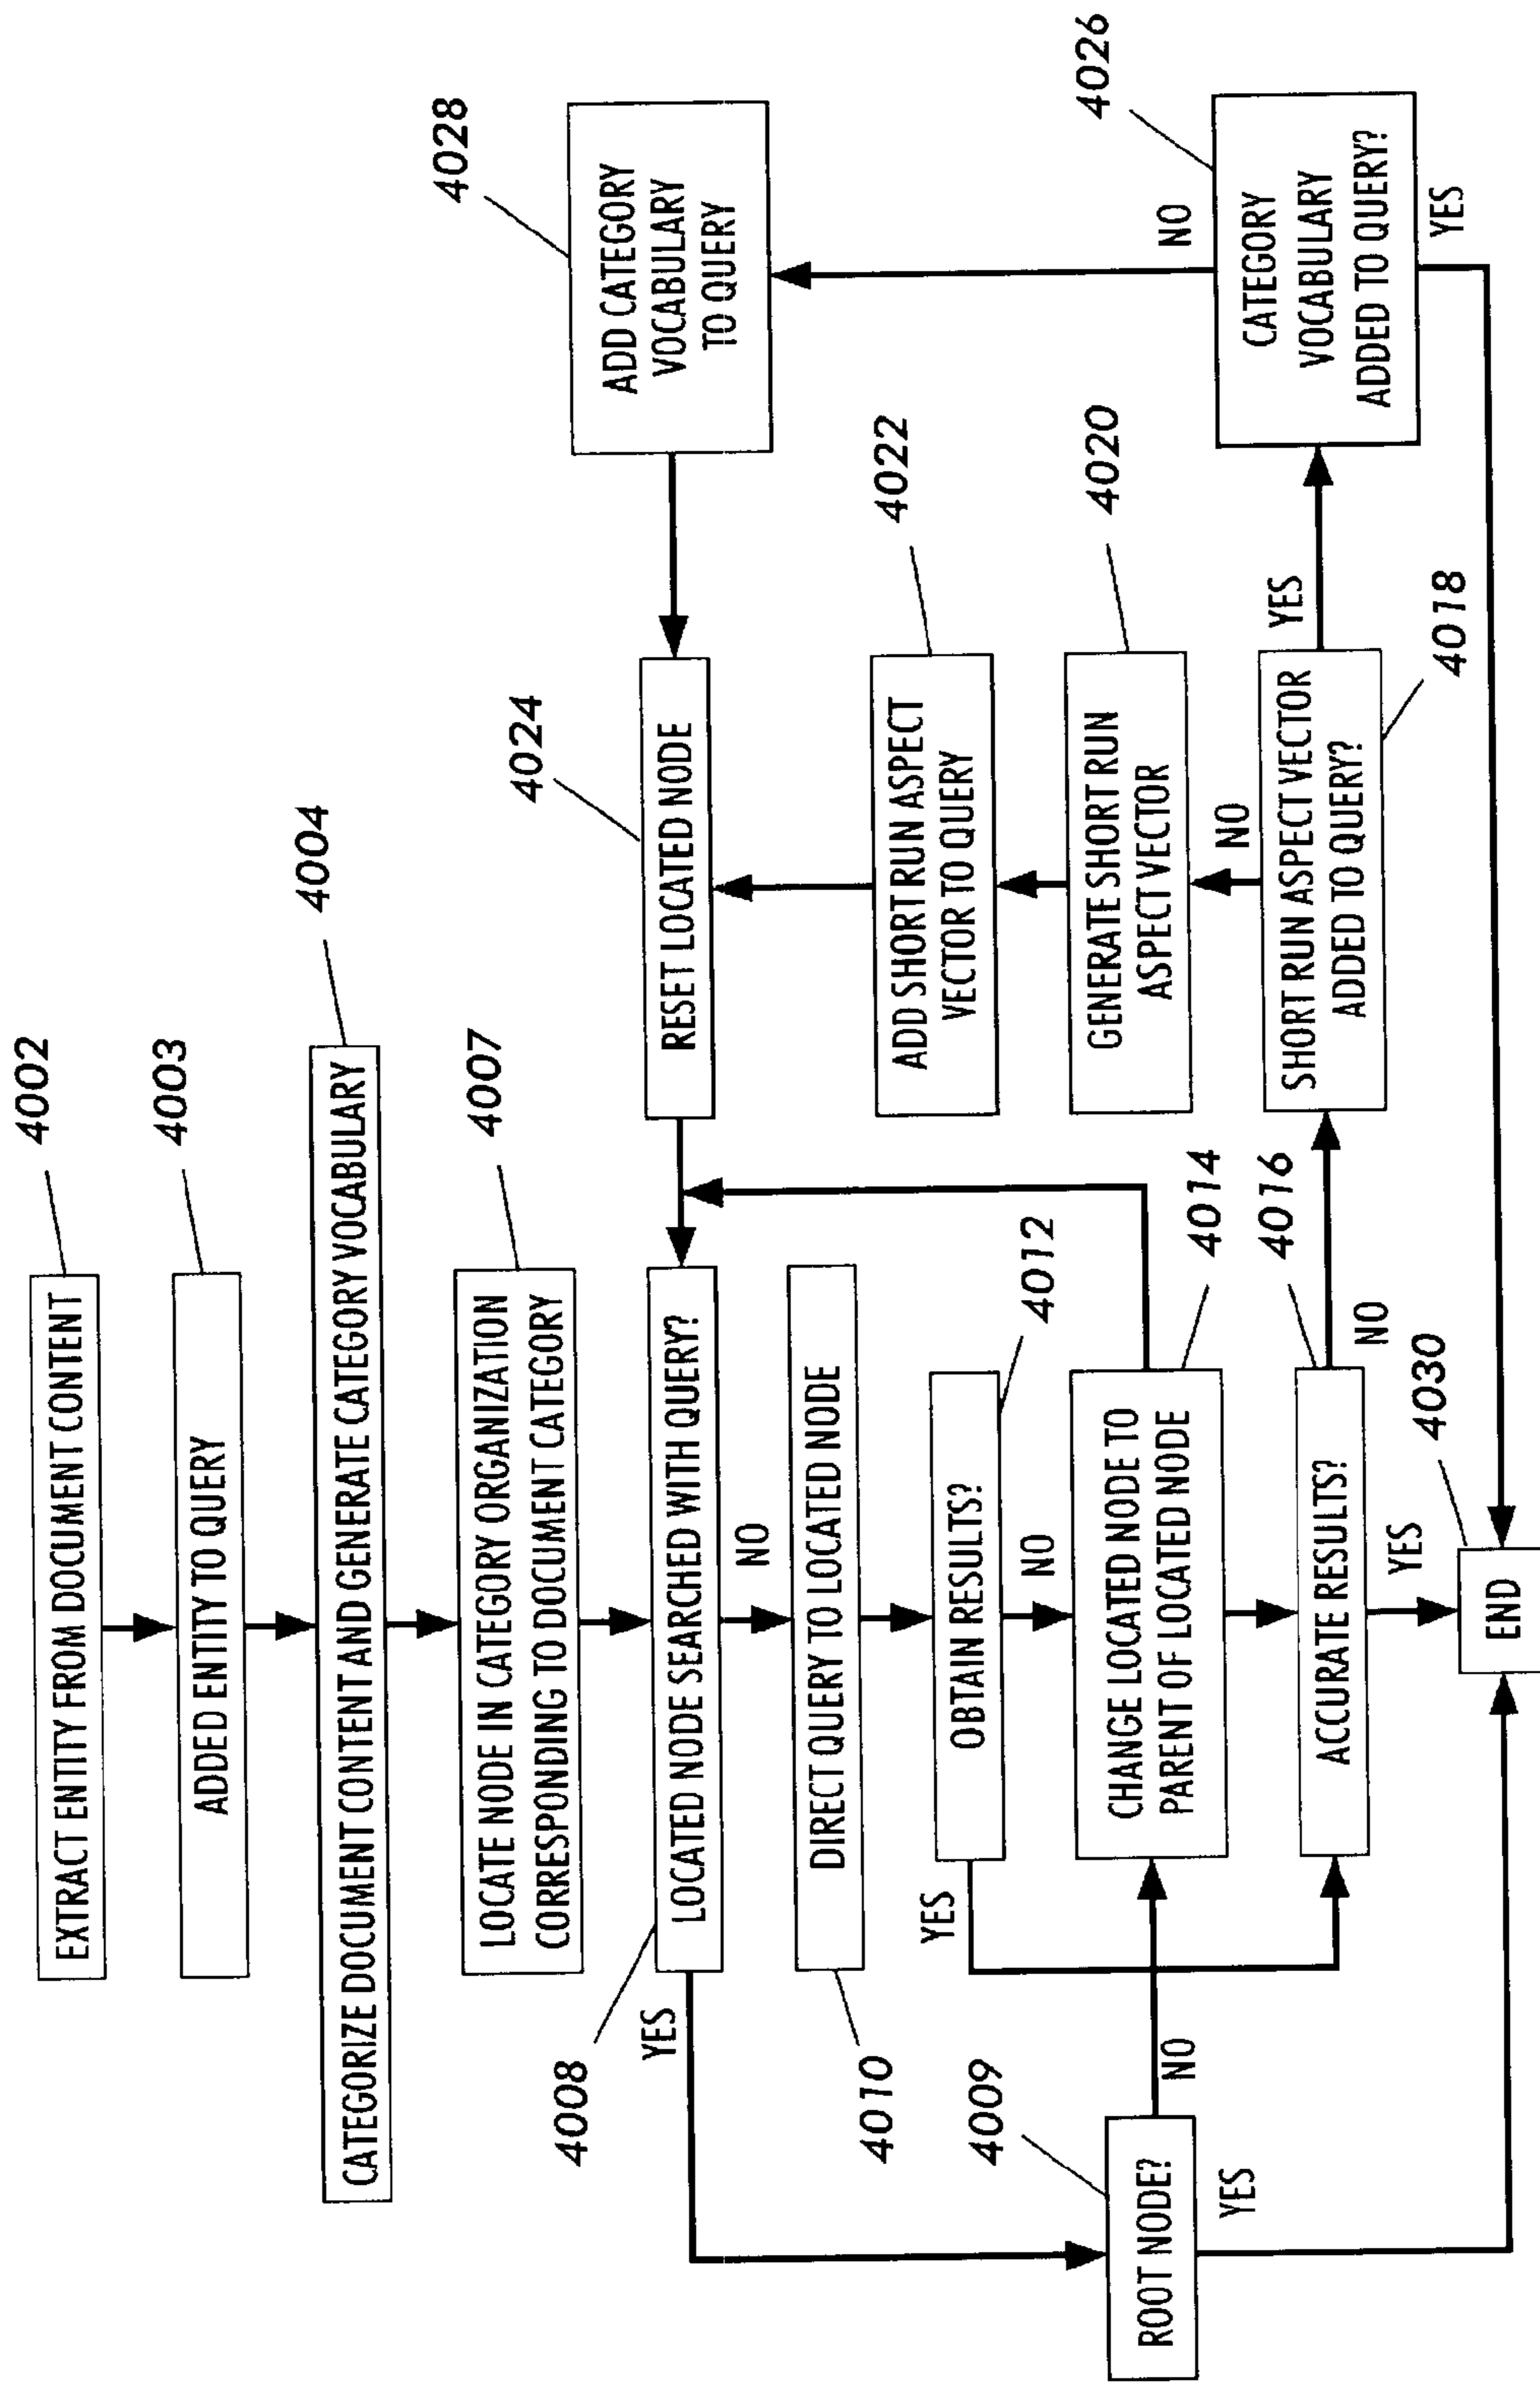 4002
EXTRACT ENTITY FROM DOCUMENT CONTENT
4003
ADDED ENTITY TO QUERY
4004
CATEGORIZE DOCUMENT CONTENT AND GENERATE CATEGORY VOCABULARY
4007
LOCATE NODE IN CATEGORY ORGANIZATION
CORRESPONDING TO DOCUMENT CATEGORY
4008
LOCATED NODE SEARCHED WITH QUERY?
YES
NO
4010
DIRECT QUERY TO LOCATED NODE
4012
OBTAIN RESULTS?
YES
NO
4009
ROOT NODE?
NO
YES
4014
CHANGE LOCATED NODE TO
PARENT OF LOCATED NODE
4016
ACCURATE RESULTS?
NO
YES
4030
END
4024
RESET LOCATED NODE
4022
ADD SHORT RUN ASPECT
VECTOR TO QUERY
4020
GENERATE SHORT RUN
ASPECT VECTOR
NO
SHORT RUN ASPECT VECTOR
ADDED TO QUERY?
4018
YES
4028
ADD CATEGORY
VOCABULARY
TO QUERY
NO
4026
CATEGORY
VOCABULARY
ADDED TO QUERY?
YES